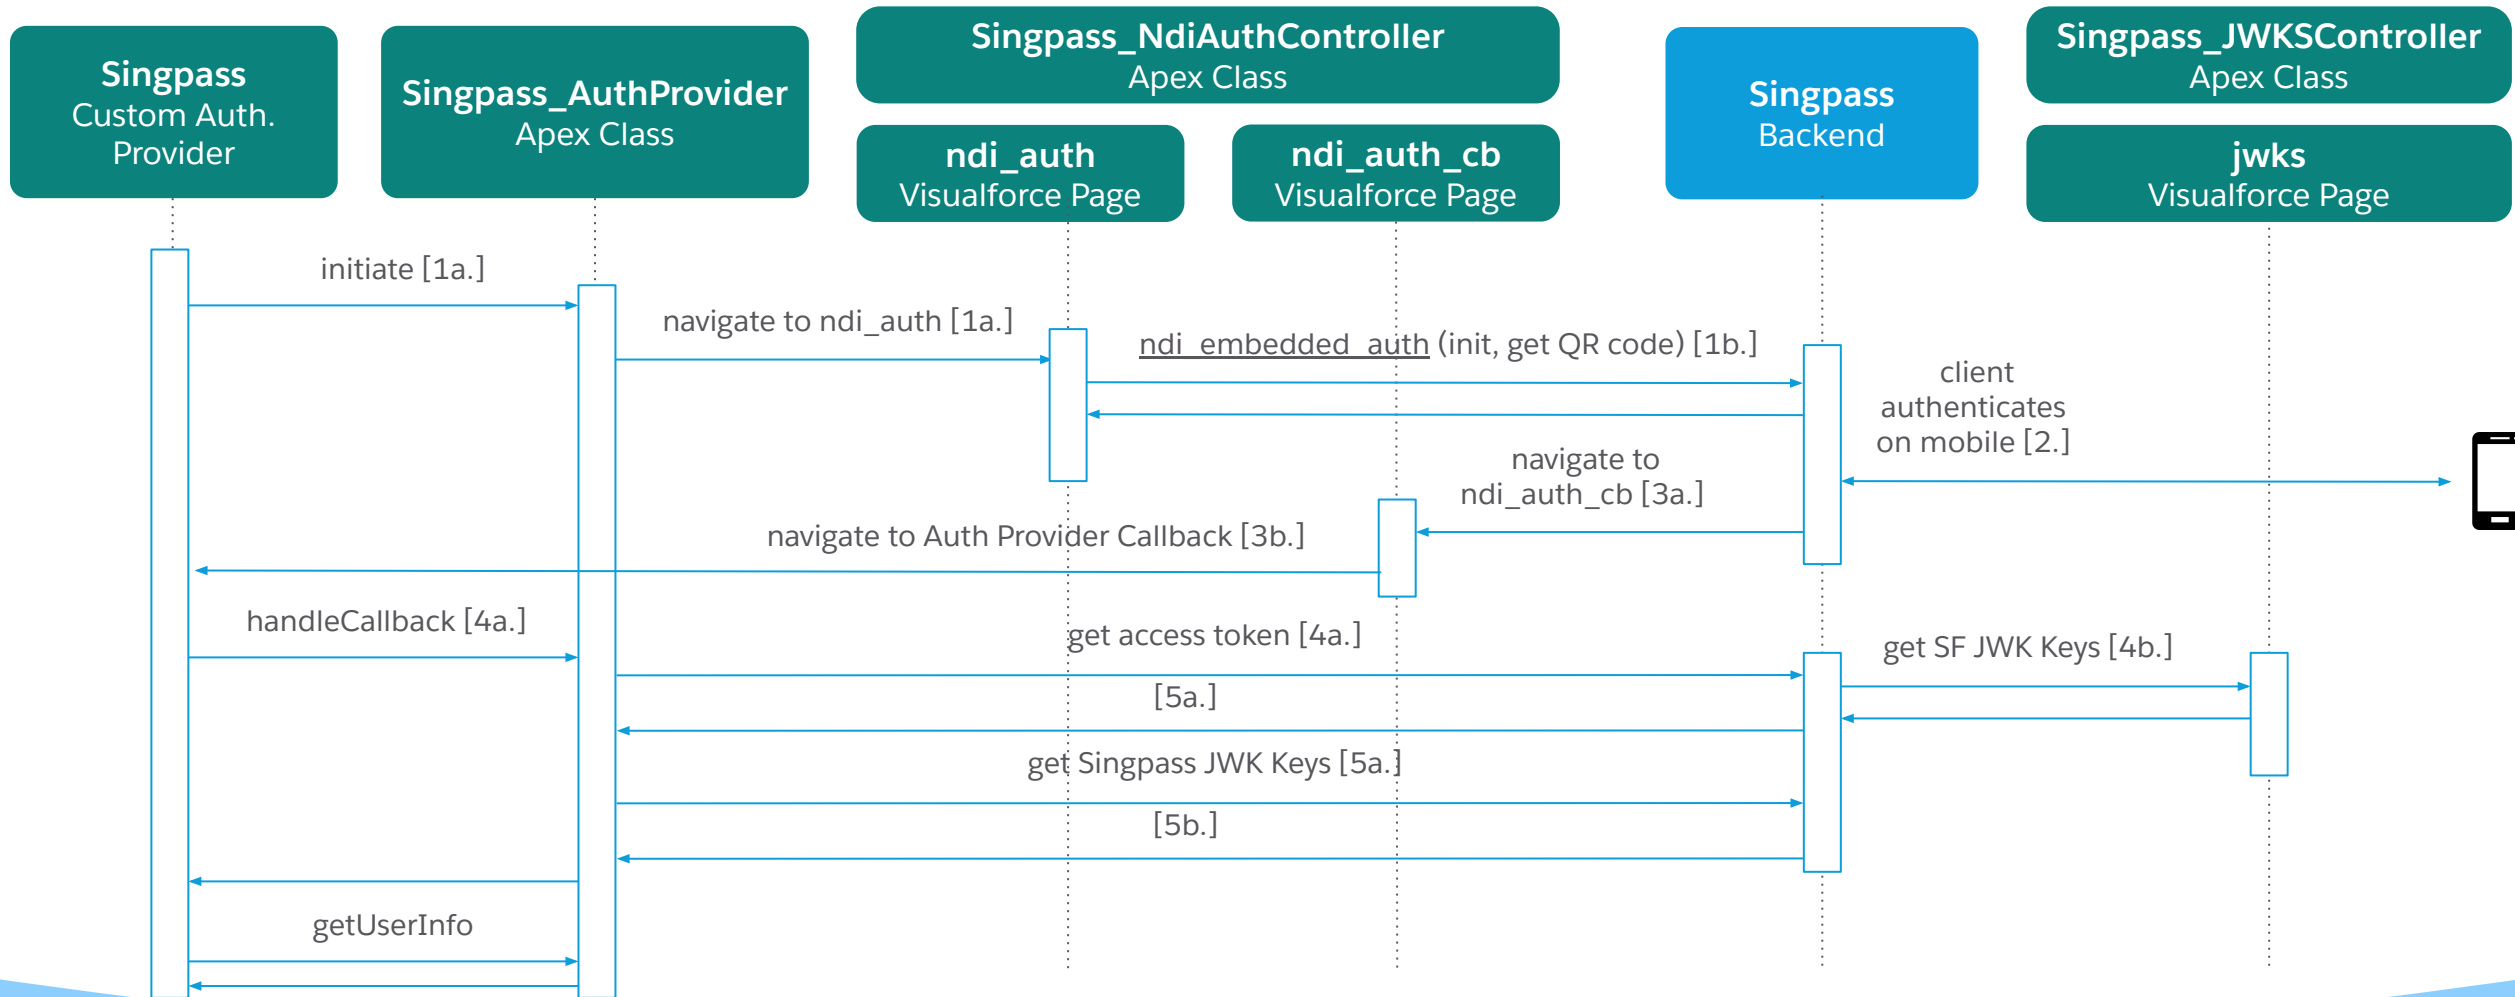 Singpass
Custom Auth.
Provider
Singpass_AuthProvider
Apex Class
Singpass_NdiAuthController
Apex Class
ndi_auth
Visualforce Page
ndi_auth_cb
Visualforce Page
Singpass
Backend
Singpass_JWKSController
Apex Class
jwks
Visualforce Page
initiate [1a.]
navigate to ndi_auth [1a.]
ndi_embedded_auth (init, get QR code) [1b.]
client
authenticates
on mobile [2.]
navigate to
ndi_auth_cb [3a.]
navigate to Auth Provider Callback [3b.]
handleCallback [4a.]
get access token [4a.]
get SF JWK Keys [4b.]
[5a.]
get Singpass JWK Keys [5a.]
[5b.]
getUserInfo